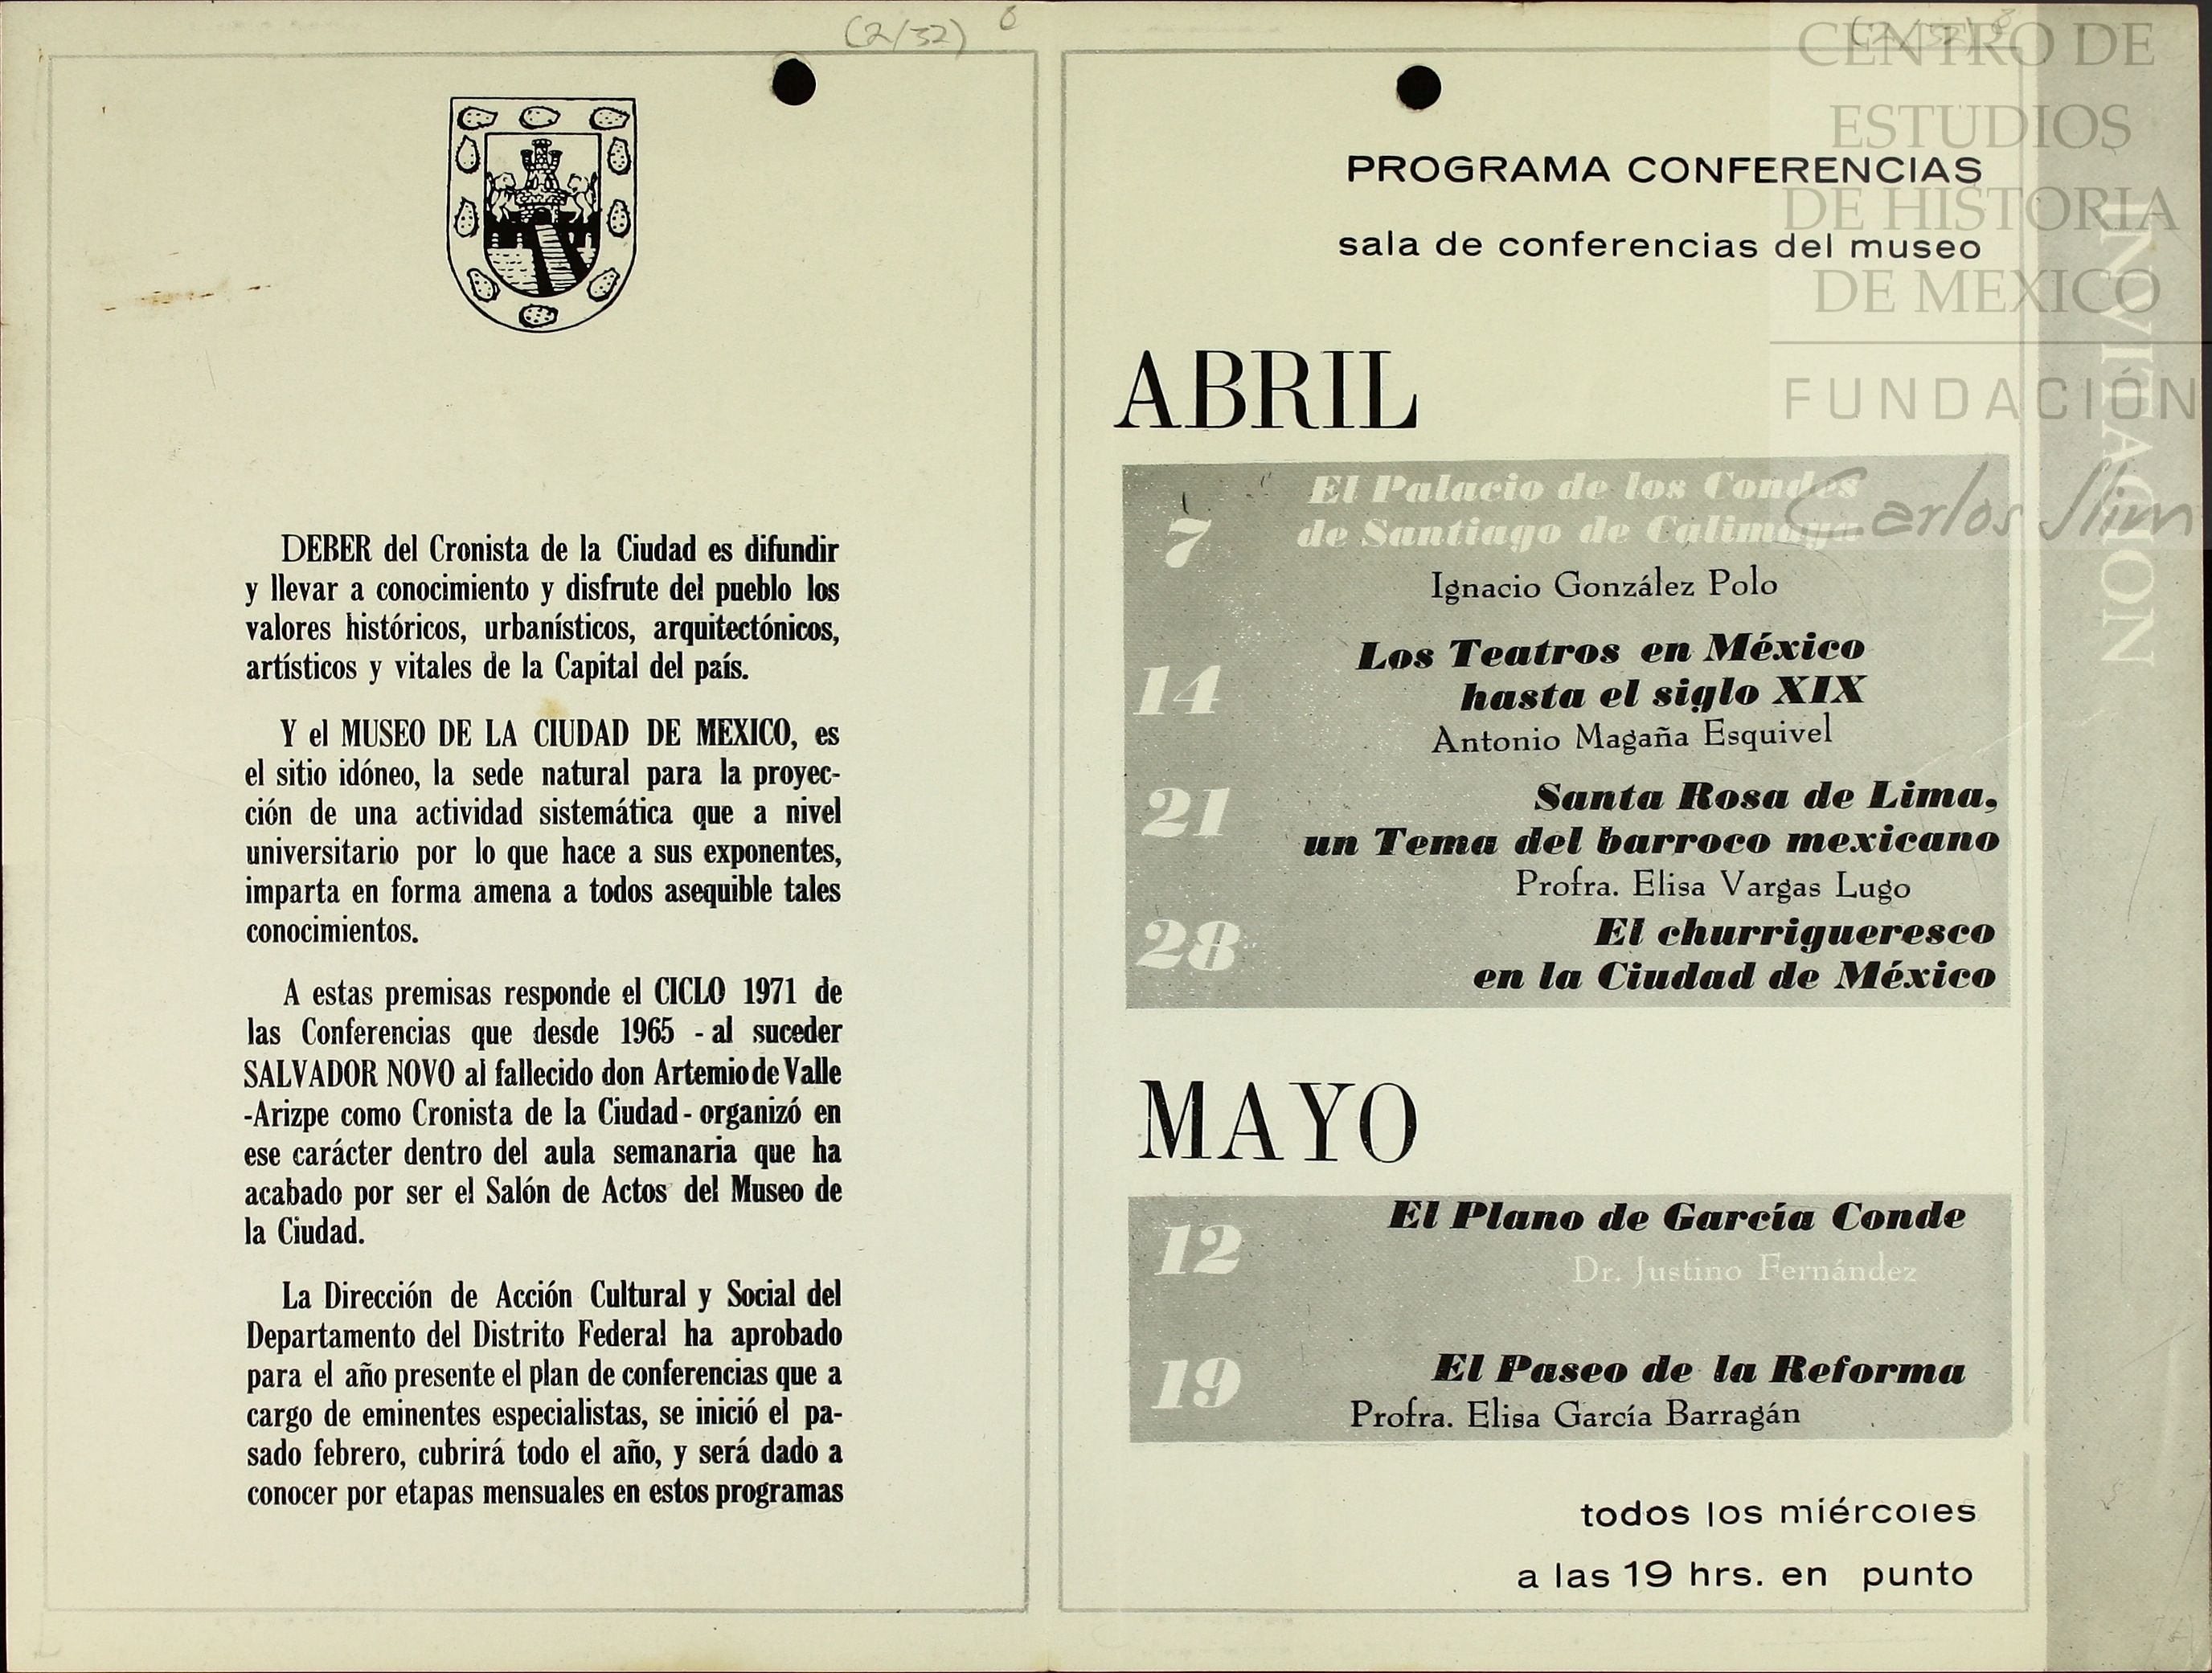 (2/32) 8
DEBER del Cronista de la Ciudad es difundir
y llevar a conocimiento y disfrute del pueblo los
valores históricos, urbanísticos, arquitectónicos,
artísticos y vitales de la Capital del país.
Y el MUSEO DE LA CIUDAD DE MEXICO, es
el sitio idóneo, la sede natural para la proyec-
ción de una actividad sistemática que a nivel
universitario por lo que hace a sus exponentes,
imparta en forma amena a todos asequible tales
conocimientos.
A estas premisas responde el CICLO 1971 de
las Conferencias que desde 1965 - al suceder
SALVADOR NOVO al fallecido don Artemio de Valle
-Arizpe como Cronista de la Ciudad - organizó en
ese carácter dentro del aula semanaria que ha
acabado por ser el Salón de Actos del Museo de
la Ciudad.
La Dirección de Acción Cultural y Social del
Departamento del Distrito Federal ha aprobado
para el año presente el plan de conferencias que a
cargo de eminentes especialistas, se inició el pa-
sado febrero, cubrirá todo el año, y será dado a
conocer por etapas mensuales en estos programas
(2/32) 8
PROGRAMA CONFERENCIAS
sala de conferencias del museo
ABRIL
7
El Palacio de los Condes
de Santiago de Calimaya
Ignacio González Polo
14
Los Teatros en México
hasta el siglo XIX
Antonio Magaña Esquivel
21
Santa Rosa de Lima,
un Tema del barroco mexicano
Profra. Elisa Vargas Lugo
28
El churrigueresco
en la Ciudad de México
MAYO
12
El Plano de García Conde
Dr. Justino Fernández
19
El Paseo de la Reforma
Profra. Elisa García Barragán
todos los miércoles
a las 19 hrs. en punto
INVITACION
CENTRO DE
ESTUDIOS
DE HISTORIA
DE MEXICO
FUNDACIÓN
Carlos Slim